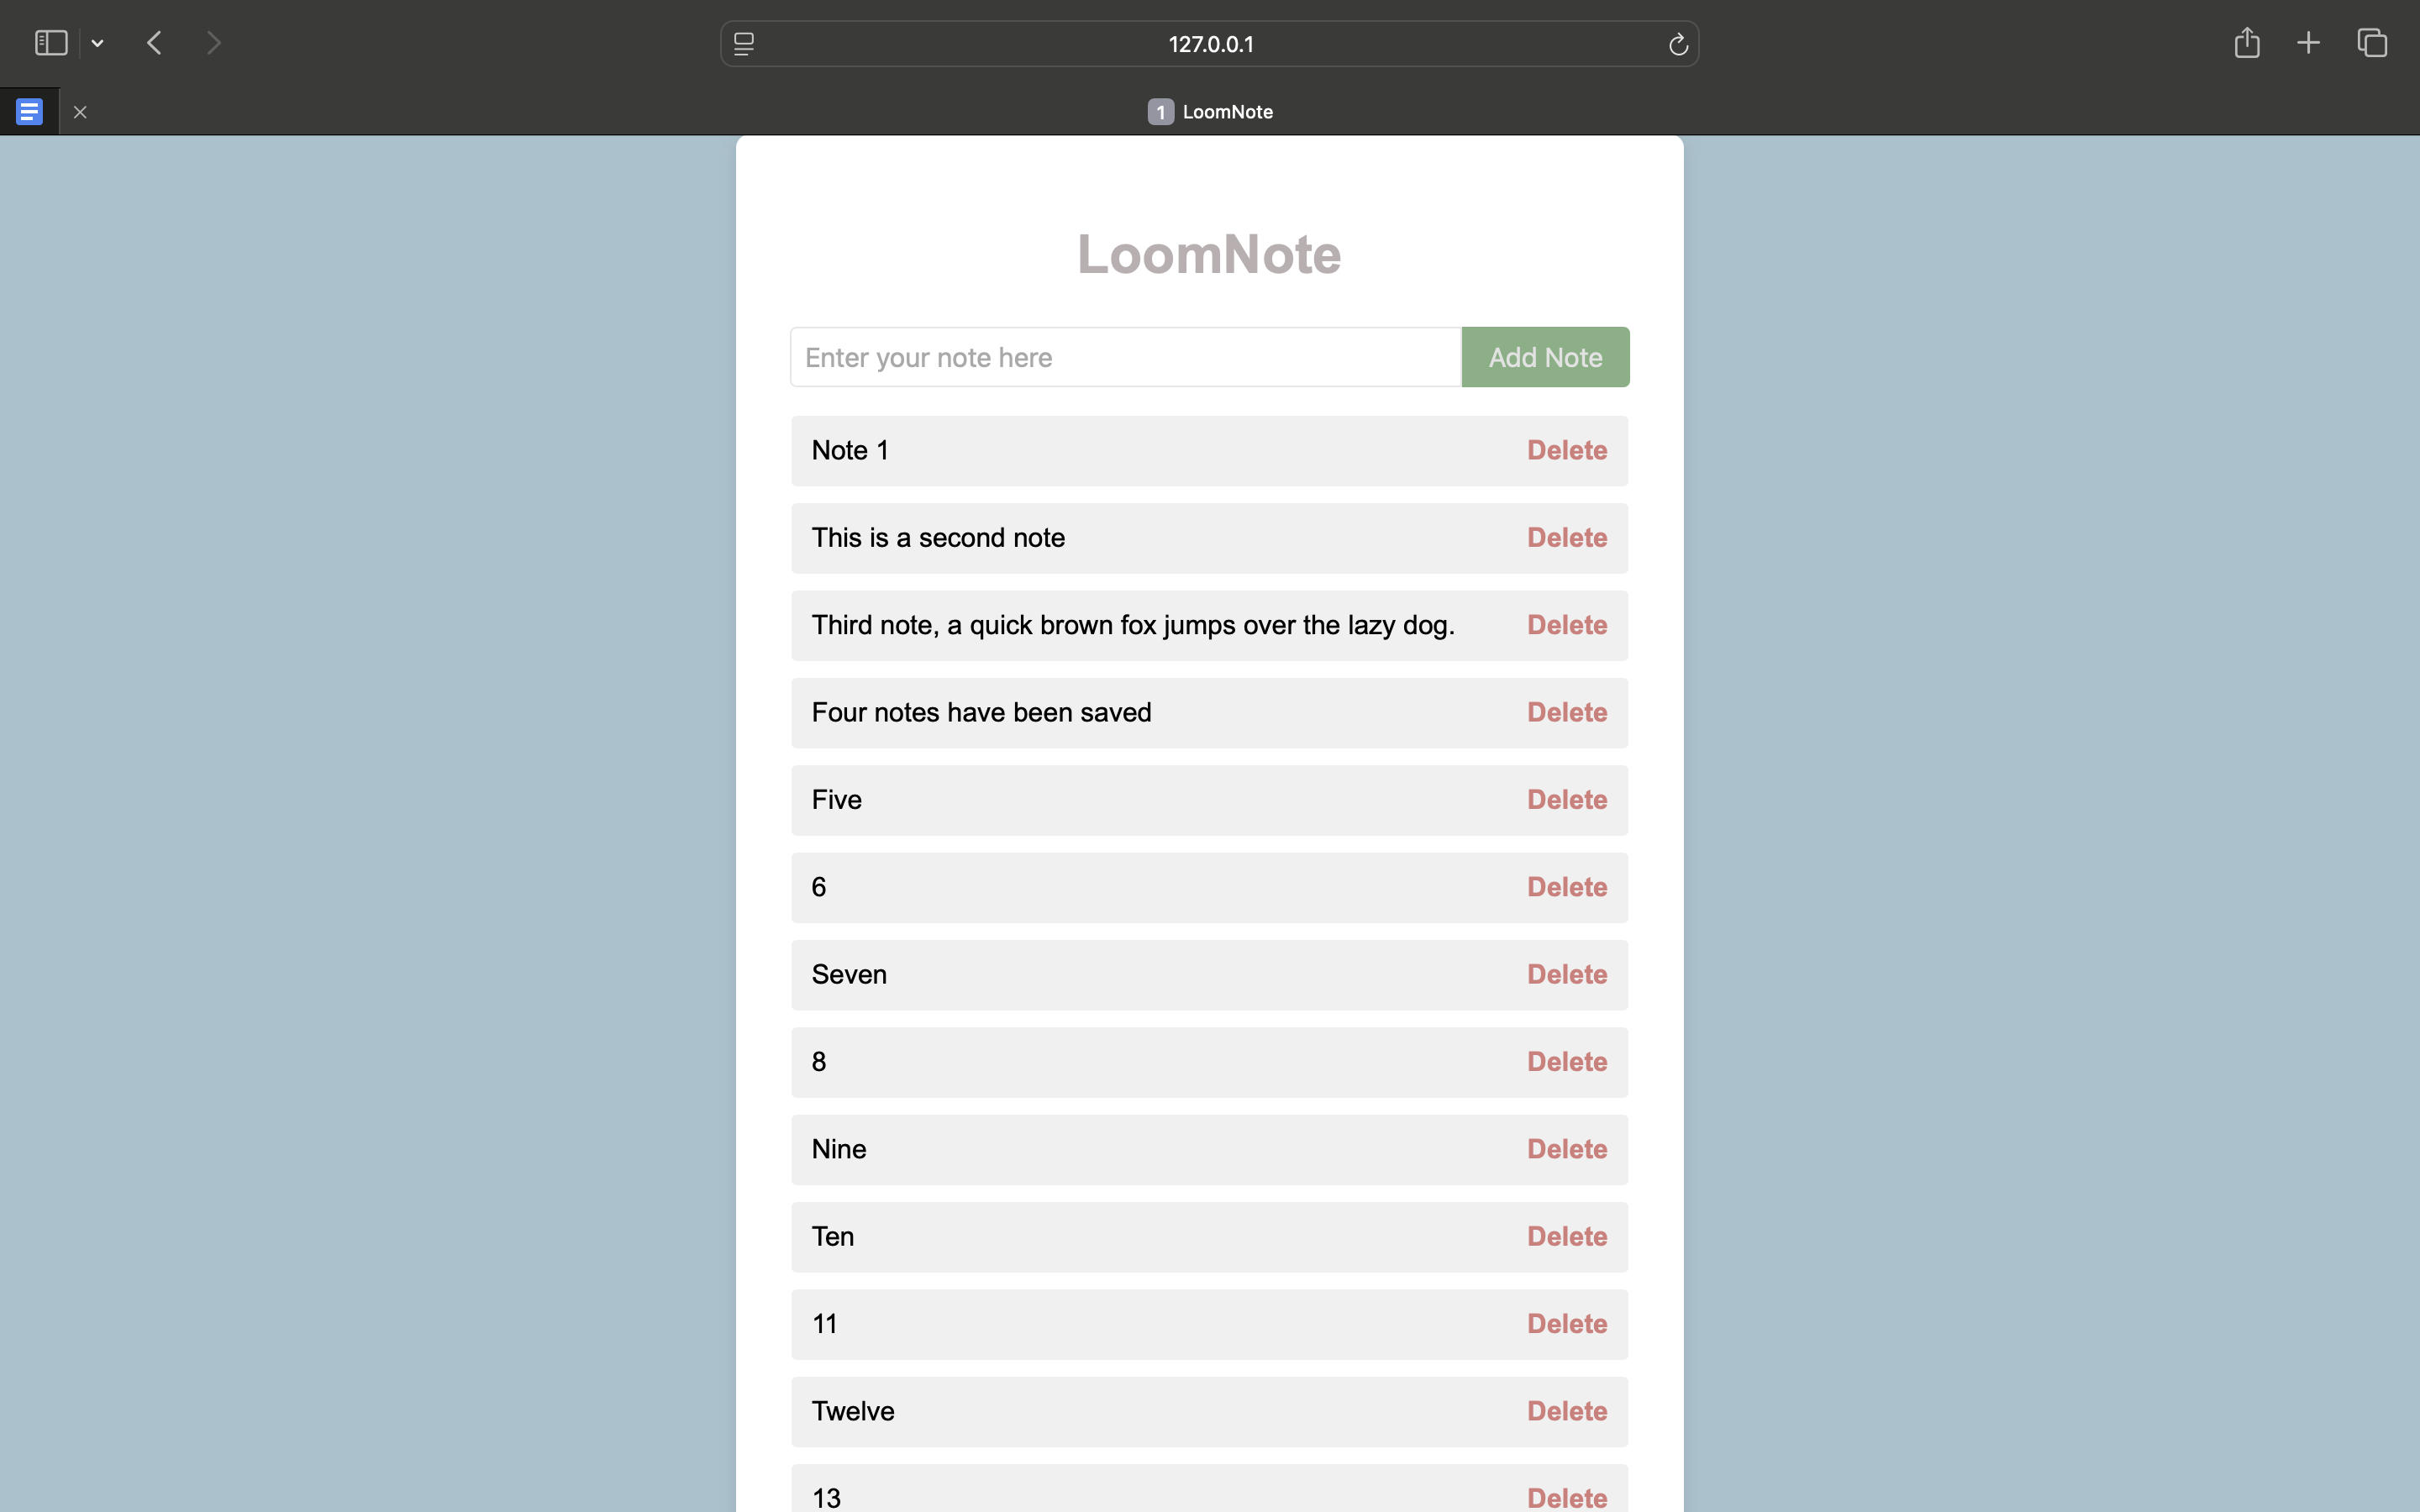 127.0.0.1
1 LoomNote
LoomNote
Enter your note here Add Note
Note 1 Delete
This is a second note Delete
Third note, a quick brown fox jumps over the lazy dog. Delete
Four notes have been saved Delete
Five Delete
6 Delete
Seven Delete
8 Delete
Nine Delete
Ten Delete
11 Delete
Twelve Delete
13 Delete